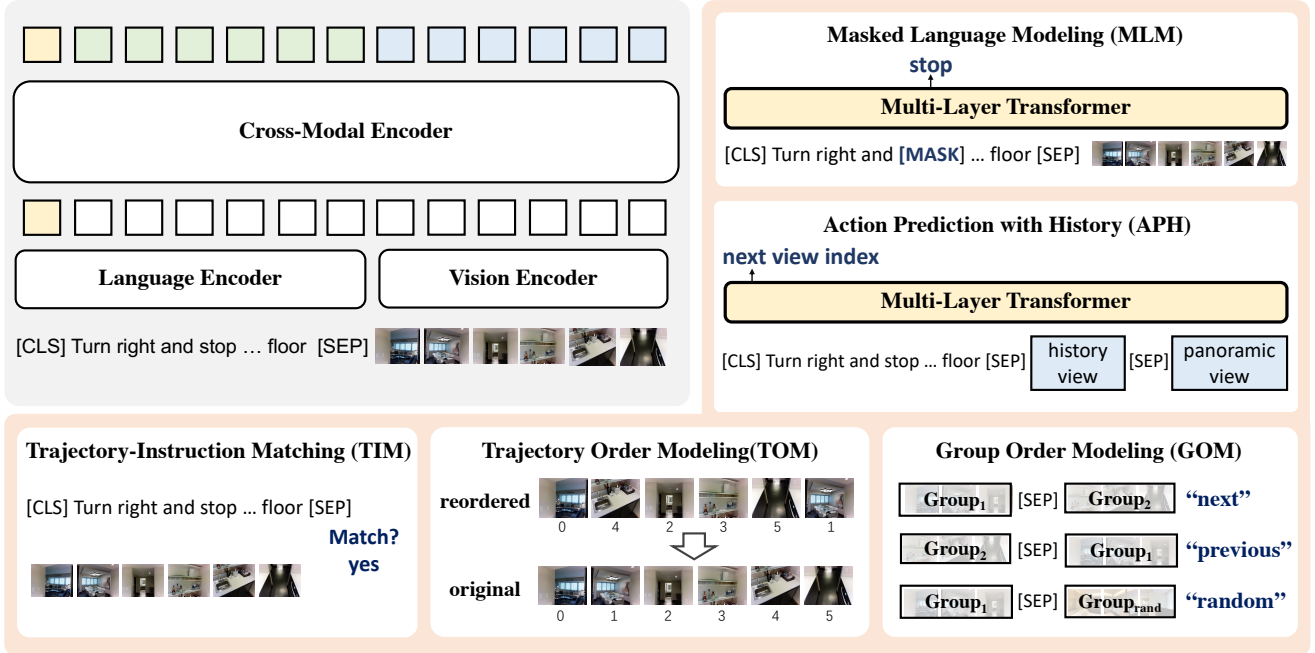 Cross-Modal Encoder
Language Encoder
Vision Encoder
[CLS] Turn right and stop … floor [SEP]
Masked Language Modeling (MLM)
stop
Multi-Layer Transformer
[CLS] Turn right and [MASK] … floor [SEP]
Action Prediction with History (APH)
next view index
Multi-Layer Transformer
[CLS] Turn right and stop … floor [SEP] history view [SEP] panoramic view
Trajectory-Instruction Matching (TIM)
[CLS] Turn right and stop … floor [SEP]
Match?
yes
Trajectory Order Modeling(TOM)
reordered
0 4 2 3 5 1
original
0 1 2 3 4 5
Group Order Modeling (GOM)
Group1 [SEP] Group2 “next”
Group2 [SEP] Group1 “previous”
Group1 [SEP] Grouprand “random”